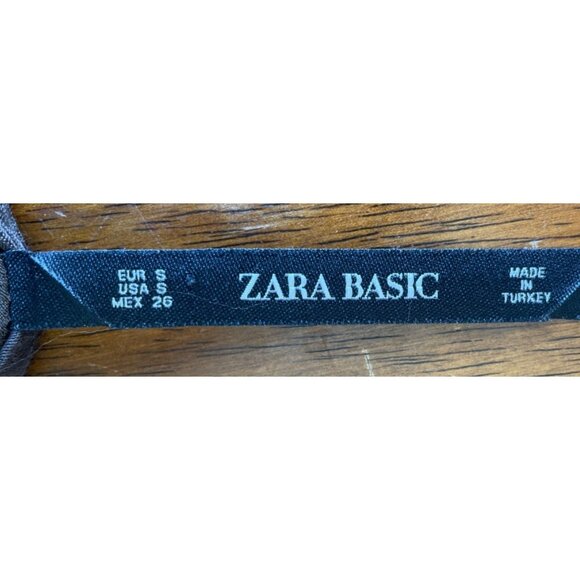 EUR S
USA S
MEX 26
ZARA BASIC
MADE
IN
TURKEY